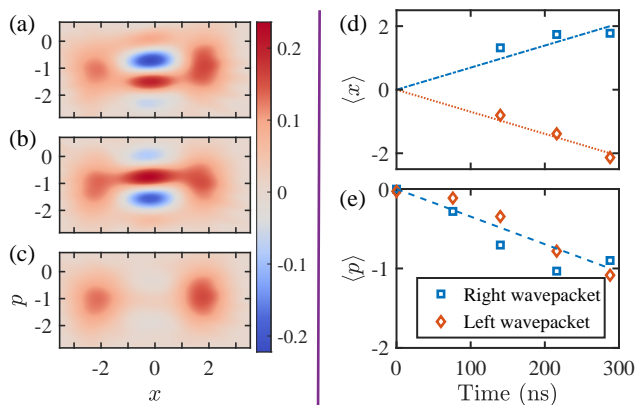 (a)
0
-1
-2
(b)
0
-1
-2
(c)
0
-1
-2
p
-2
0
2
x
0.2
0.1
0
-0.1
-0.2
(d)
2
0
-2
⟨x⟩
(e)
0
-1
-2
⟨p⟩
Right wavepacket
Left wavepacket
0
100
200
300
Time (ns)